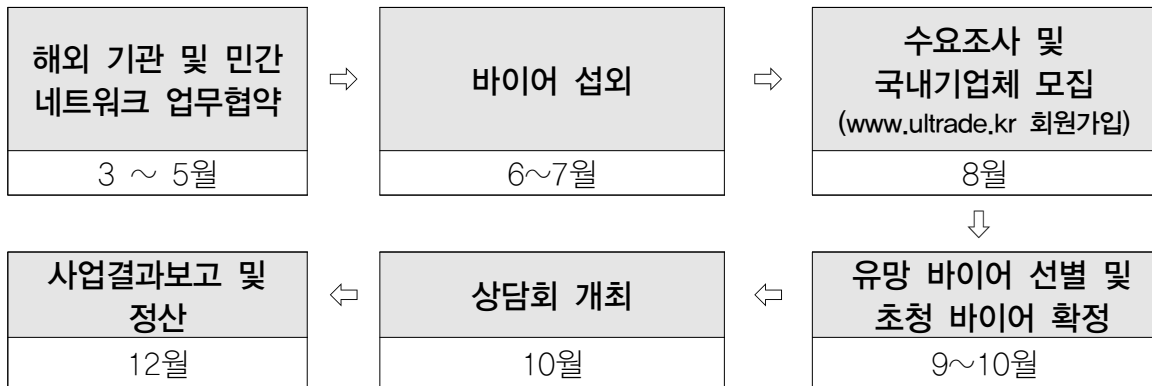 해외 기관 및 민간
네트워크 업무협약
3 ～ 5월
⇨
바이어 섭외
6～7월
⇨
수요조사 및
국내기업체 모집
(www.ultrade.kr 회원가입)
8월
⇩
유망 바이어 선별 및
초청 바이어 확정
9～10월
⇦
상담회 개최
10월
⇦
사업결과보고 및
정산
12월